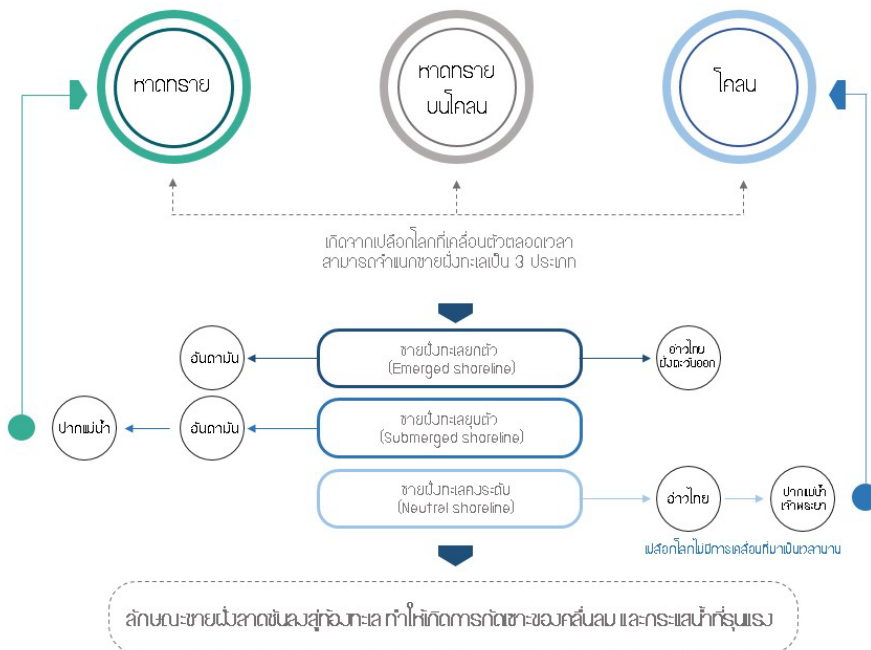 หาดทราย
หาดทราย
บนโคลน
โคลน
เกิดจากเปลือกโลกที่เคลื่อนตัวตลอดเวลา
สามารถจำแนกชายฝั่งทะเลเป็น 3 ประเภท
อันดามัน
ชายฝั่งทะเลยกตัว
(Emerged shoreline)
อ่าวไทย
ฝั่งตะวันออก
ปากแม่น้ำ
อันดามัน
ชายฝั่งทะเลยุบตัว
(Submerged shoreline)
ชายฝั่งทะเลคงระดับ
(Neutral shoreline)
อ่าวไทย
ปากแม่น้ำ
เจ้าพระยา
เปลือกโลกไม่มีการเคลื่อนที่มาเป็นเวลานาน
ลักษณะชายฝั่งลาดชันลงสู่ท้องทะเล ทำให้เกิดการกัดเซาะของคลื่นลม และกระแสน้ำที่รุนแรง